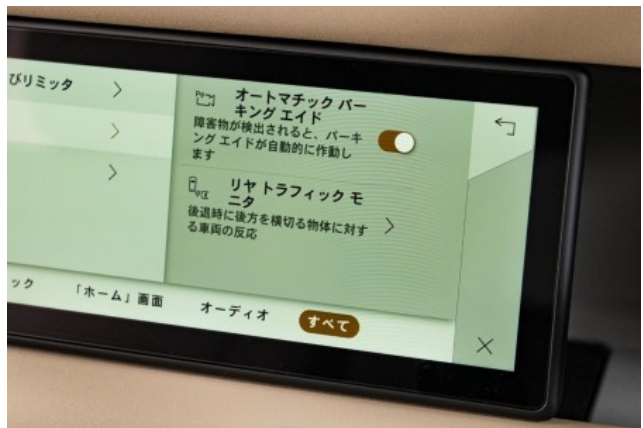 びリミッタ
オートマチック パー
キング エイド
障害物が検出されると、パーキ
ング エイドが自動的に作動し
ます
リヤ トラフィック モ
ニタ
後退時に後方を横切る物体に対す
る車両の反応
ック
「ホーム」画面
オーディオ
すべて